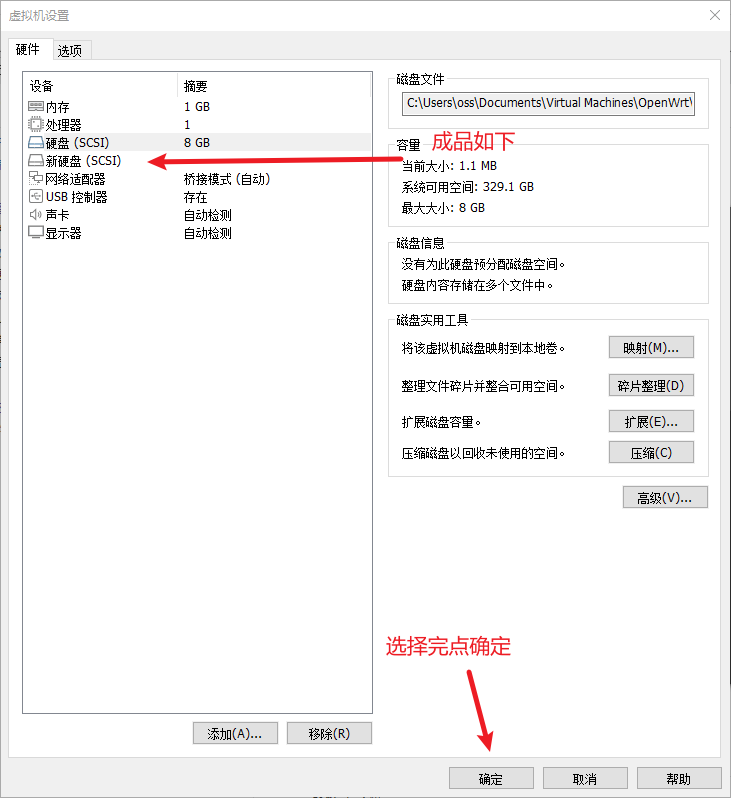 虚拟机设置
硬件 选项
设备 摘要
内存 1 GB
处理器 1
硬盘 (SCSI) 8 GB
新硬盘 (SCSI)
网络适配器 桥接模式 (自动)
USB 控制器 存在
声卡 自动检测
显示器 自动检测
添加(A)... 移除(R)
磁盘文件
C:\Users\oss\Documents\Virtual Machines\OpenWrt\
成品如下
容量
当前大小: 1.1 MB
系统可用空间: 329.1 GB
最大大小: 8 GB
磁盘信息
没有为此硬盘预分配磁盘空间。
硬盘内容存储在多个文件中。
磁盘实用工具
将该虚拟机磁盘映射到本地卷。 映射(M)...
整理文件碎片并整合可用空间。 碎片整理(D)
扩展磁盘容量。 扩展(E)...
压缩磁盘以回收未使用的空间。 压缩(C)
高级(V)...
选择完点确定
确定 取消 帮助